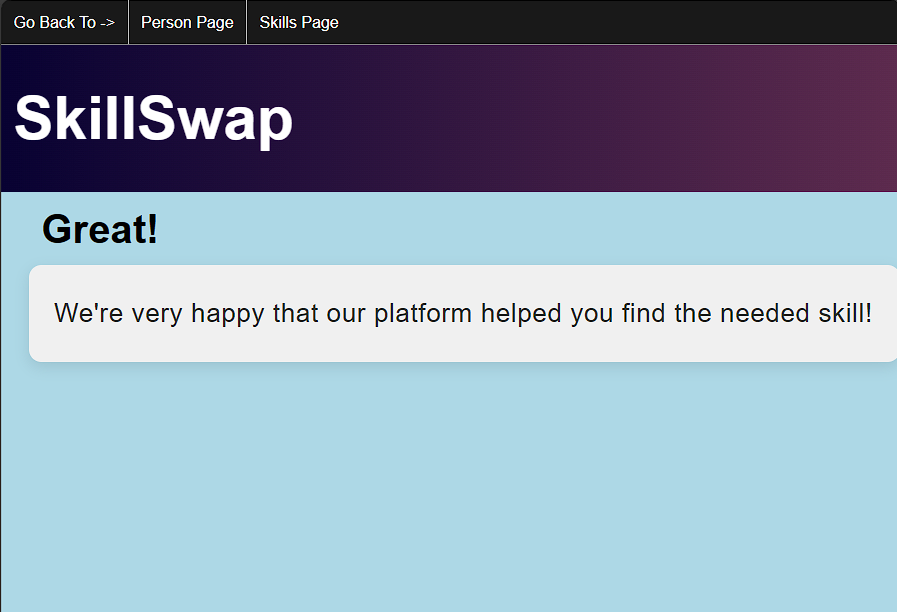 Go Back To -> Person Page Skills Page
SkillSwap
Great!
We're very happy that our platform helped you find the needed skill!